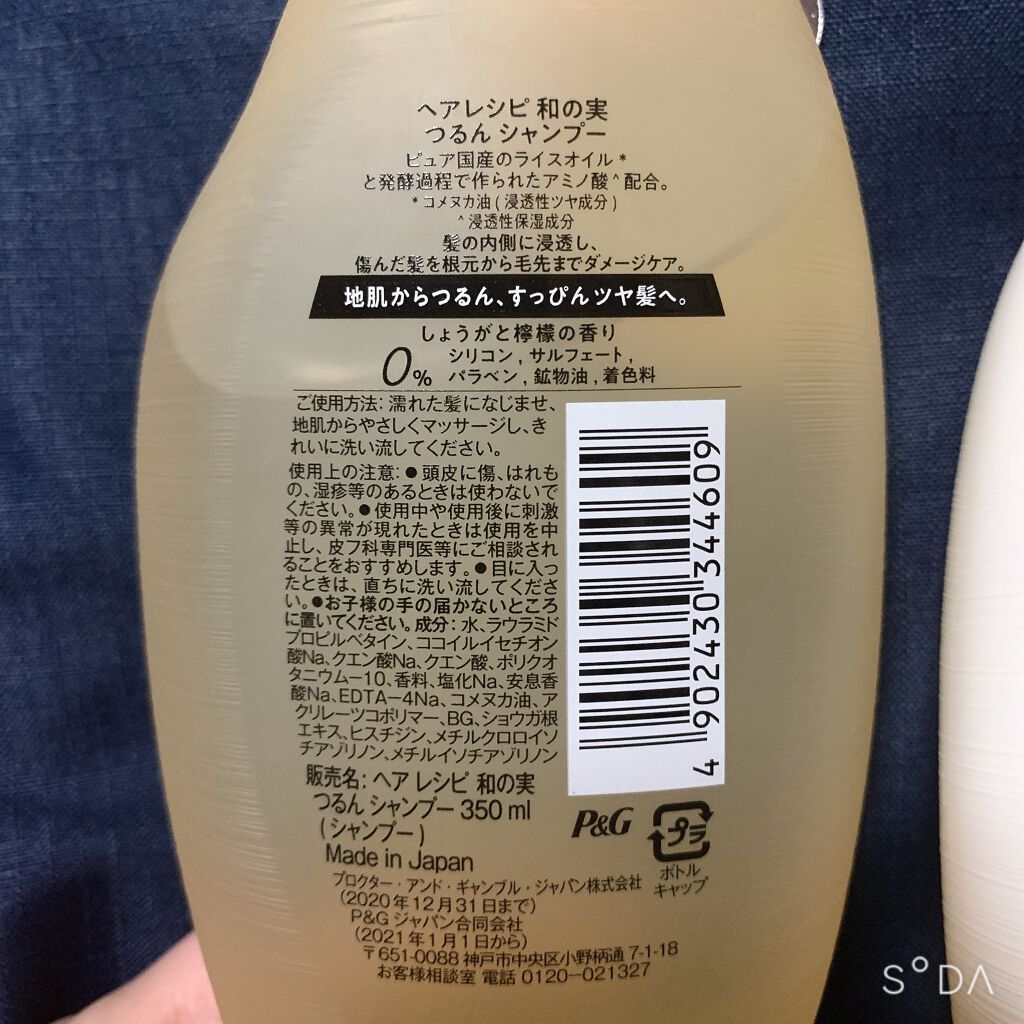 ヘアレシピ 和の実
つるん シャンプー
ピュア国産のライスオイル*
と発酵過程で作られたアミノ酸^配合。
*コメヌカ油(浸透性ツヤ成分)
^浸透性保湿成分
髪の内側に浸透し、
傷んだ髪を根元から毛先までダメージケア。
地肌からつるん、すっぴんツヤ髪へ。
しょうがと檸檬の香り
0% シリコン, サルフェート,
パラベン, 鉱物油, 着色料
ご使用方法: 濡れた髪になじませ、
地肌からやさしくマッサージし、き
れいに洗い流してください。
使用上の注意: ●頭皮に傷、はれも
の、湿疹等のあるときは使わないで
ください。●使用中や使用後に刺激
等の異常が現れたときは使用を中
止し、皮フ科専門医等にご相談され
ることをおすすめします。●目に入っ
たときは、直ちに洗い流してくださ
い。●お子様の手の届かないところ
に置いてください。成分: 水、ラウラミド
プロピルベタイン、ココイルイセチオン
酸Na、クエン酸Na、クエン酸、ポリクオ
タニウム-10、香料、塩化Na、安息香
酸Na、EDTA-4Na、コメヌカ油、ア
クリレーツコポリマー、BG、ショウガ根
エキス、ヒスチジン、メチルクロロイソ
チアゾリノン、メチルイソチアゾリノン
販売名: ヘア レシピ 和の実
つるん シャンプー 350 ml
(シャンプー)
Made in Japan
4 902430 344609
P&G
プラ
ボトル
キャップ
プロクター・アンド・ギャンブル・ジャパン株式会社
(2020年12月31日まで)
P&Gジャパン合同会社
(2021年1月1日から)
〒651-0088 神戸市中央区小野柄通 7-1-18
お客様相談室 電話 0120-021327
S°DA